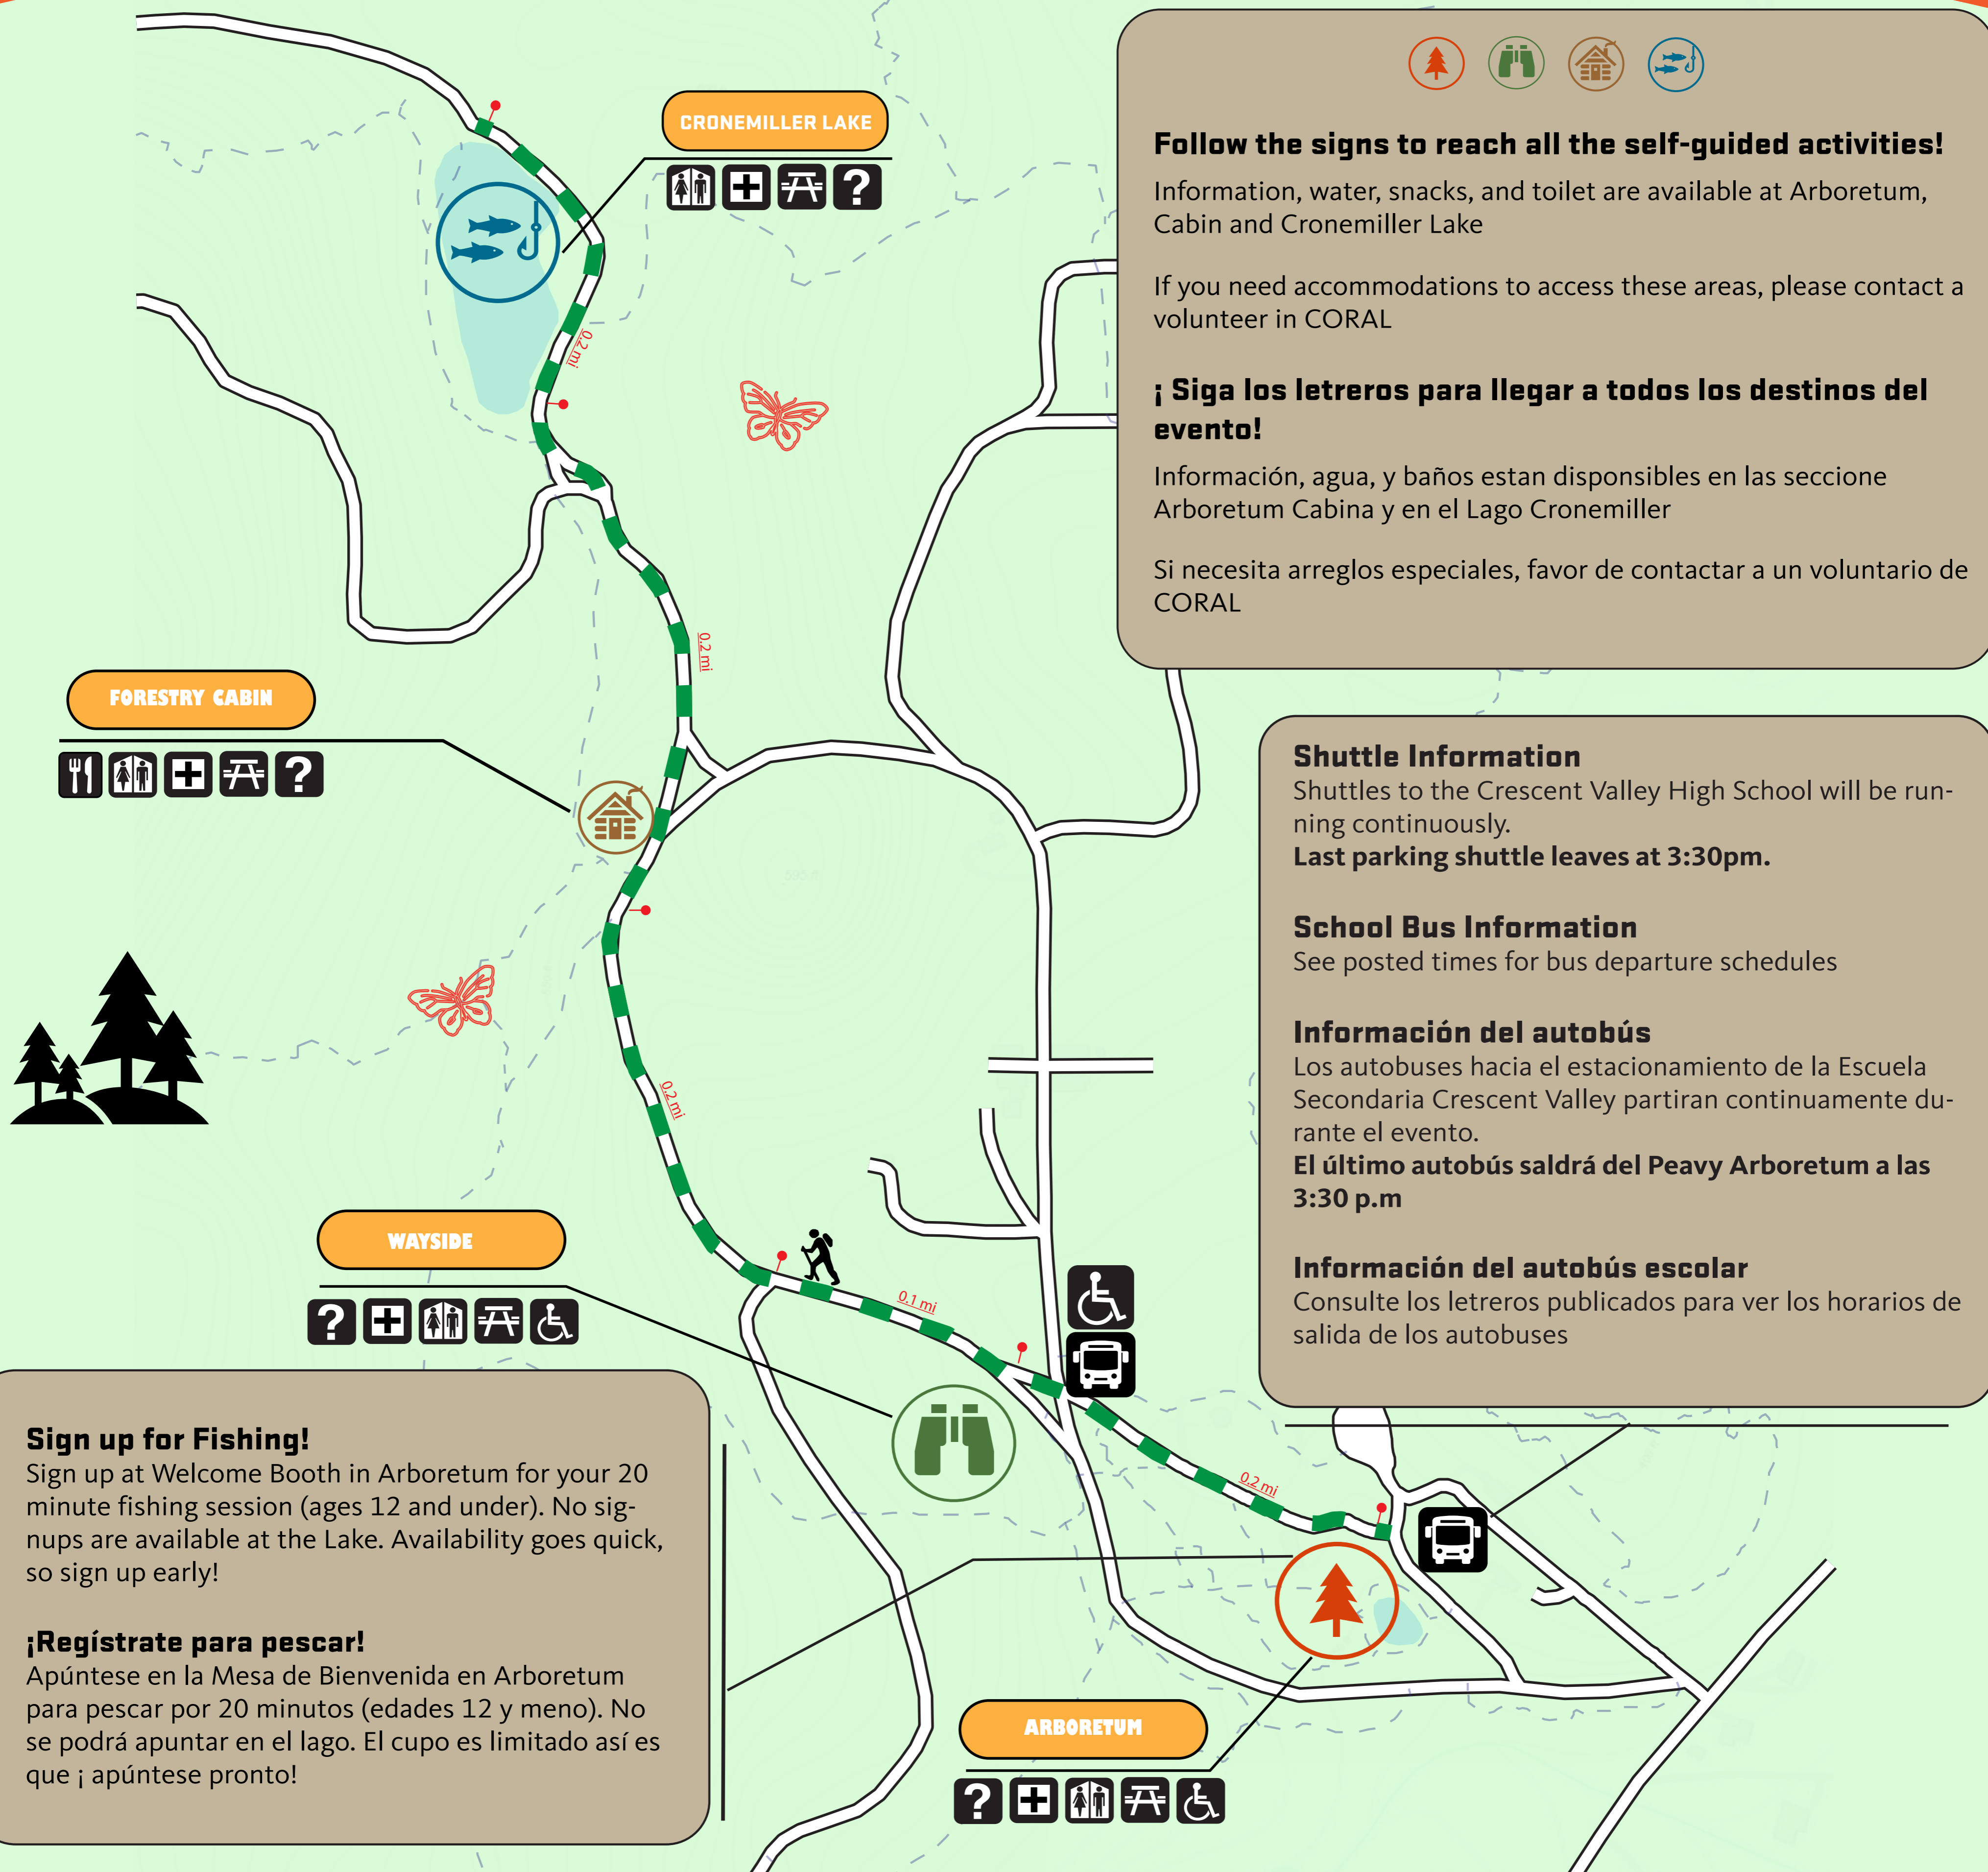 CRONEMILLER LAKE
Follow the signs to reach all the self-guided activities!
Information, water, snacks, and toilet are available at Arboretum,
Cabin and Cronemiller Lake
If you need accommodations to access these areas, please contact a
volunteer in CORAL
¡ Siga los letreros para llegar a todos los destinos del
evento!
Información, agua, y baños estan disponsibles en las seccione
Arboretum Cabina y en el Lago Cronemiller
Si necesita arreglos especiales, favor de contactar a un voluntario de
CORAL
0.2 mi
0.2 mi
FORESTRY CABIN
?
?
Shuttle Information
Shuttles to the Crescent Valley High School will be run-
ning continuously.
Last parking shuttle leaves at 3:30pm.
School Bus Information
See posted times for bus departure schedules
Información del autobús
Los autobuses hacia el estacionamiento de la Escuela
Secondaria Crescent Valley partiran continuamente du-
rante el evento.
El último autobús saldrá del Peavy Arboretum a las
3:30 p.m
Información del autobús escolar
Consulte los letreros publicados para ver los horarios de
salida de los autobuses
0.2 mi
WAYSIDE
?
0.1 mi
0.2 mi
Sign up for Fishing!
Sign up at Welcome Booth in Arboretum for your 20
minute fishing session (ages 12 and under). No sig-
nups are available at the Lake. Availability goes quick,
so sign up early!
¡Regístrate para pescar!
Apúntese en la Mesa de Bienvenida en Arboretum
para pescar por 20 minutos (edades 12 y meno). No
se podrá apuntar en el lago. El cupo es limitado así es
que ¡ apúntese pronto!
ARBORETUM
?